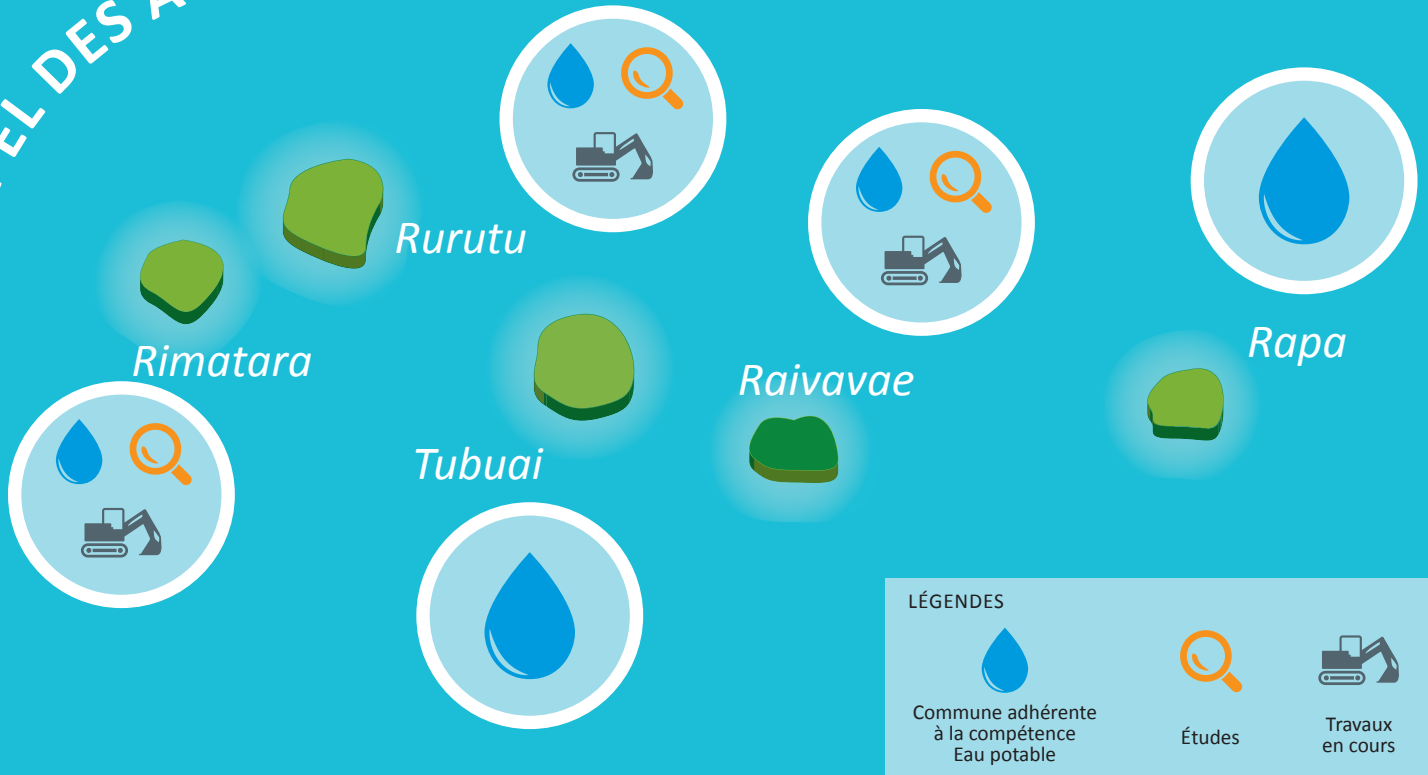 EL DES A
Rurutu
Rimatara
Rapa
Raivavae
Tubuai
LÉGENDES
Commune adhérente
à la compétence
Eau potable
Études
Travaux
en cours